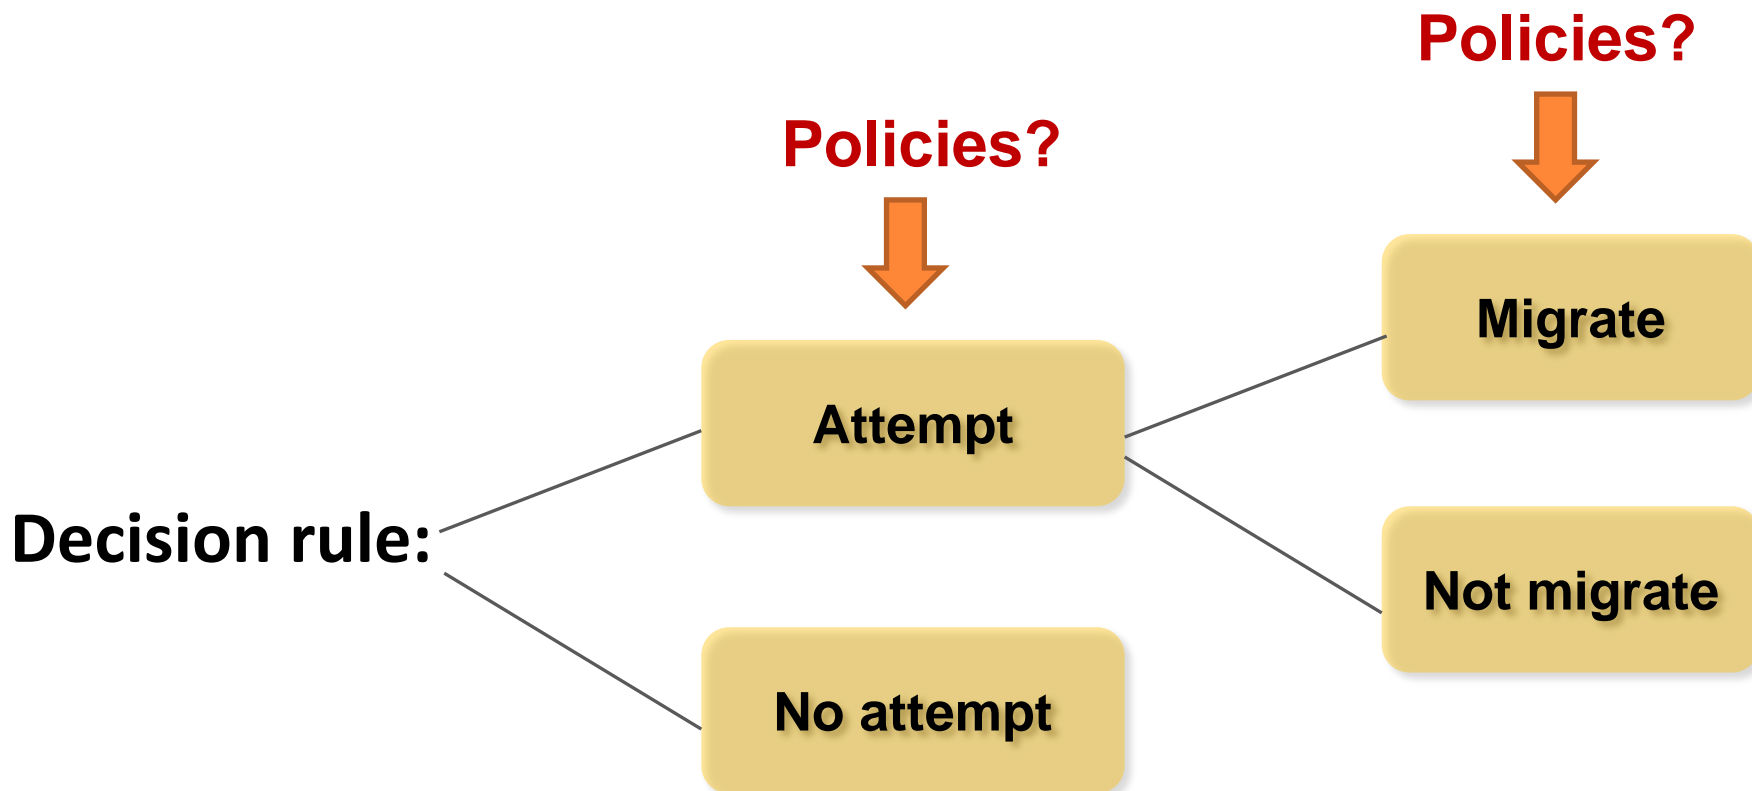 Policies?
Policies?
Migrate
Attempt
Decision rule:
Not migrate
No attempt